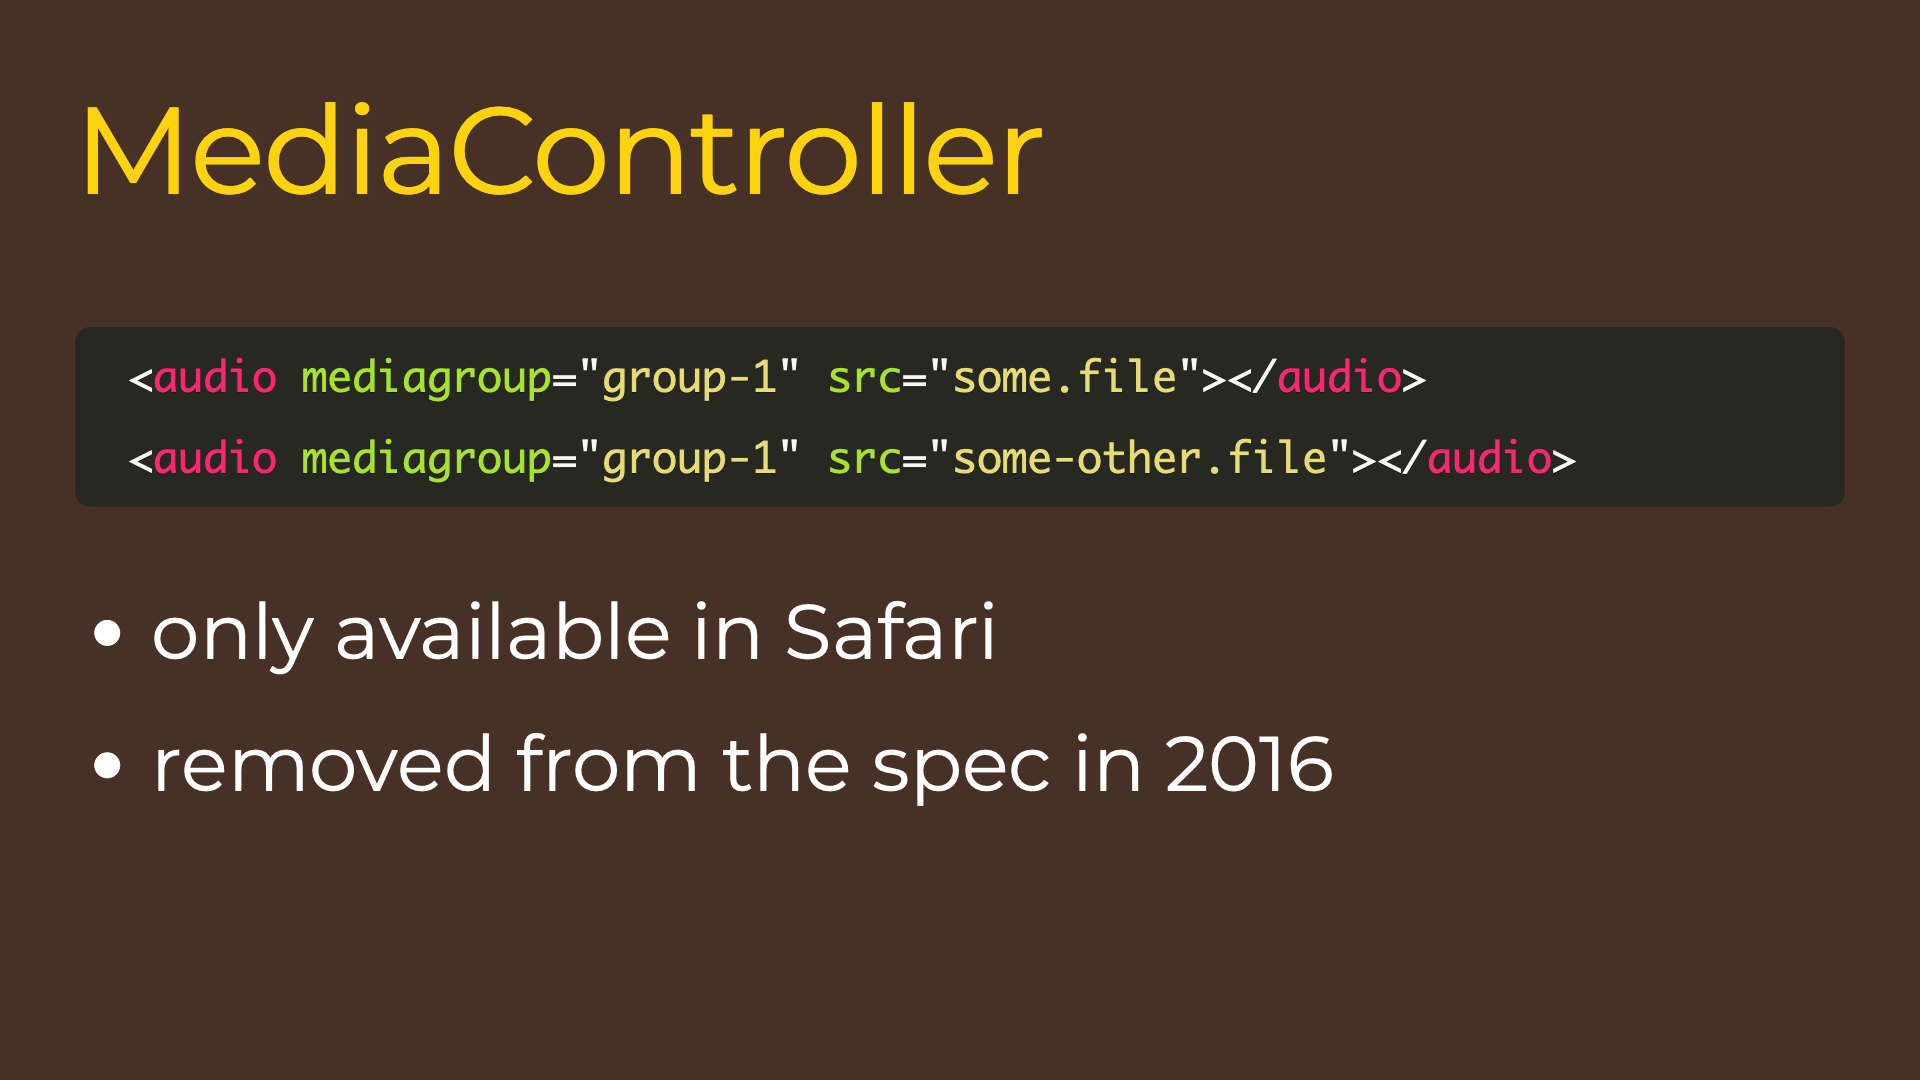 MediaController
<audio mediagroup="group-1" src="some.file"></audio>
<audio mediagroup="group-1" src="some-other.file"></audio>
• only available in Safari
• removed from the spec in 2016